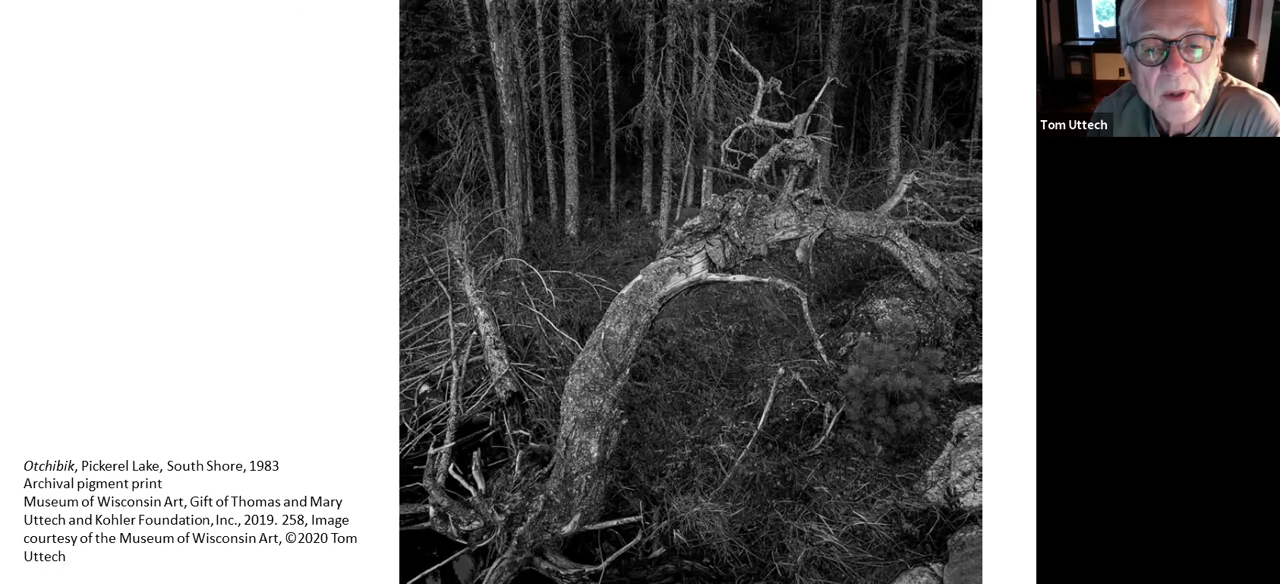 Tom Uttech
Otchibik, Pickerel Lake, South Shore, 1983
Archival pigment print
Museum of Wisconsin Art, Gift of Thomas and Mary
Uttech and Kohler Foundation, Inc., 2019. 258, Image
courtesy of the Museum of Wisconsin Art, ©2020 Tom
Uttech